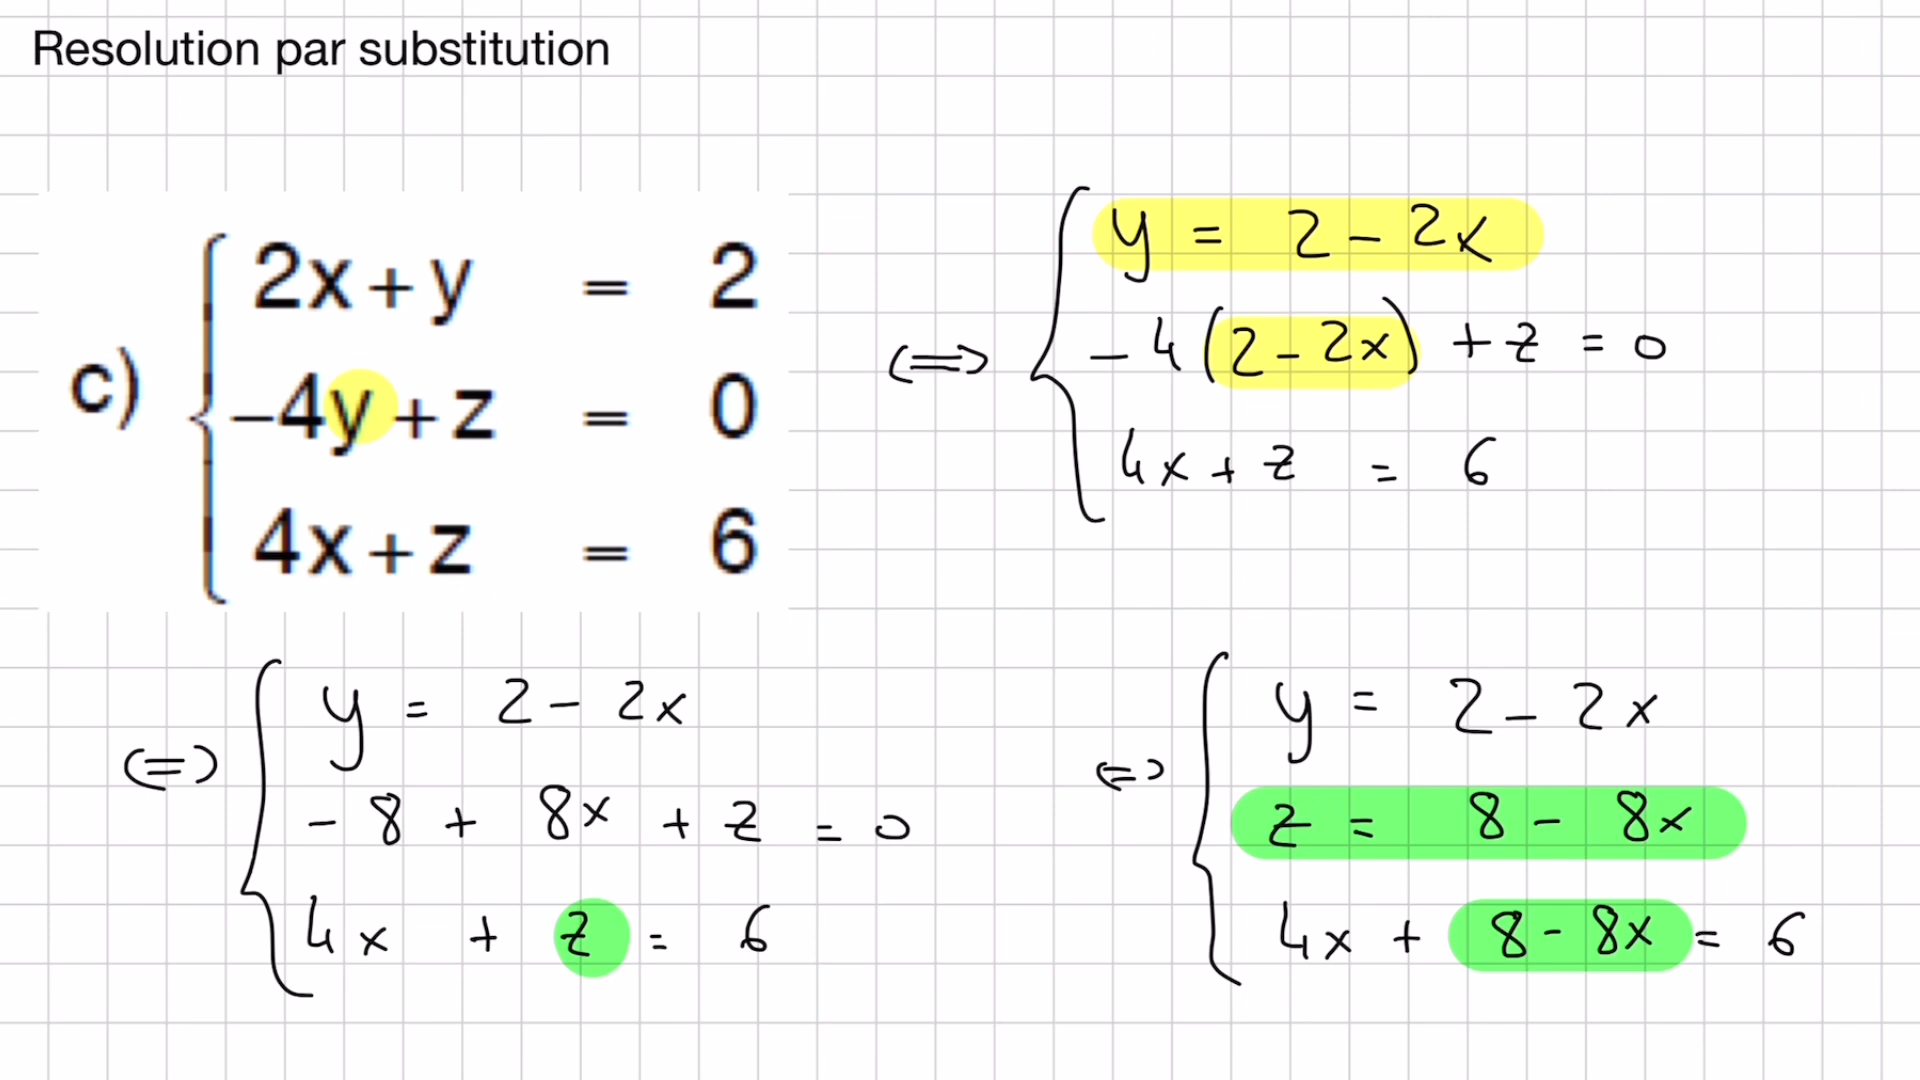 Resolution par substitution
c)
2x+y = 2
-4y+z = 0
4x+z = 6
<=>
y = 2 - 2x
-4(2-2x) + z = 0
4x + z = 6
<=>
y = 2 - 2x
-8 + 8x + z = 0
4x + z = 6
<=>
y = 2 - 2x
z = 8 - 8x
4x + 8 - 8x = 6